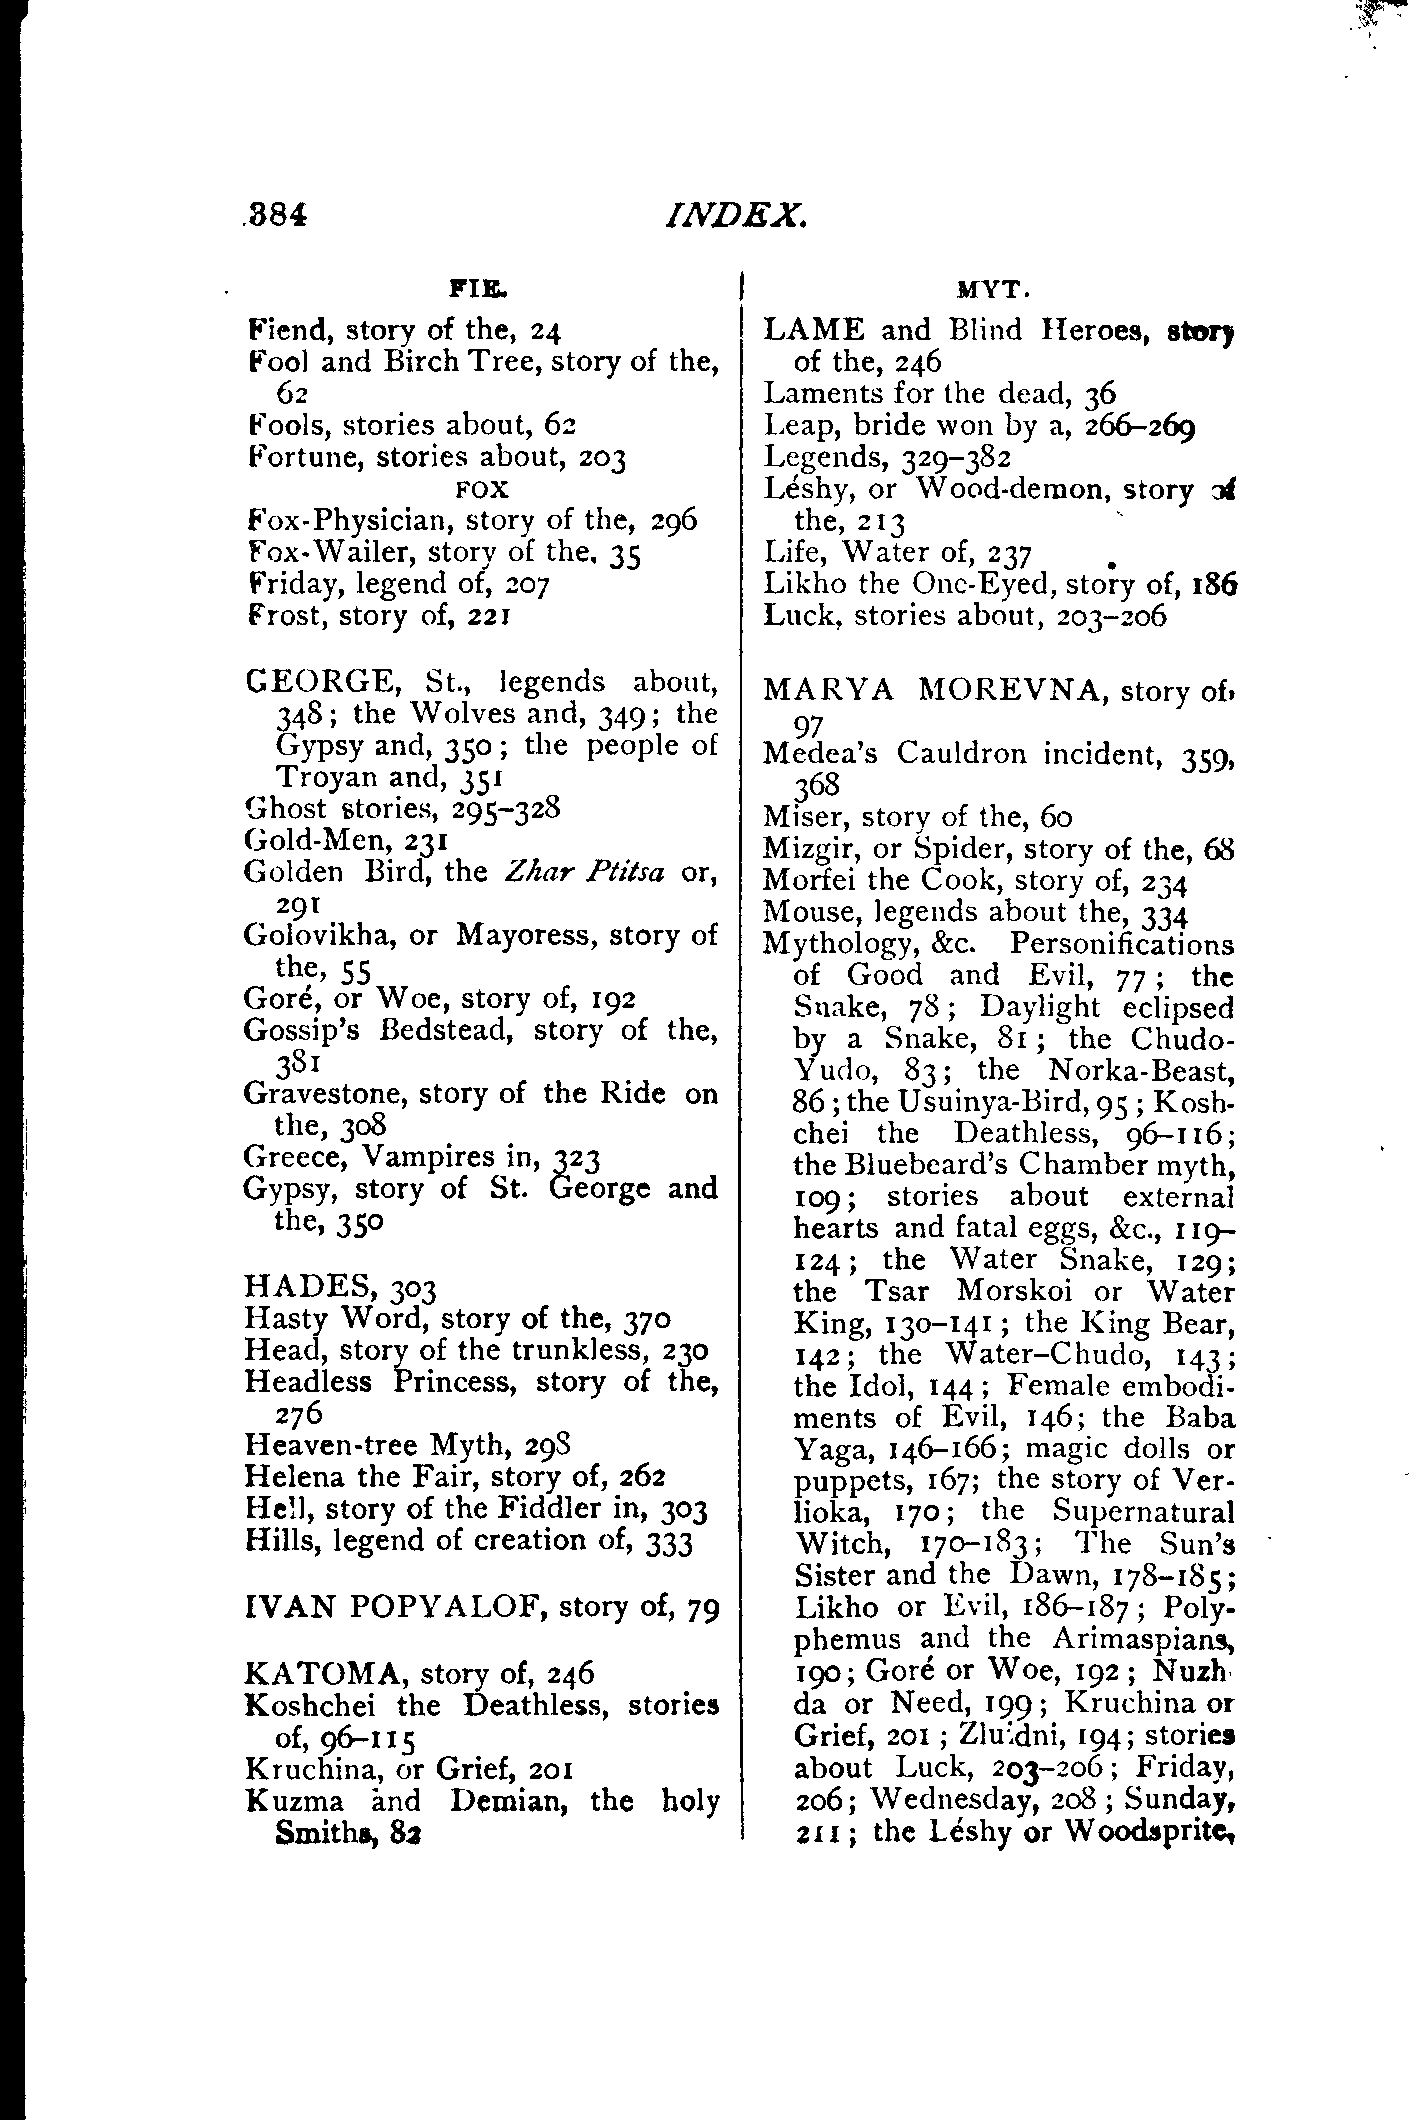 384 INDEX.
FIE.
Fiend, story of the, 24
Fool and Birch Tree, story of the,
62
Fools, stories about, 62
Fortune, stories about, 203
FOX
Fox-Physician, story of the, 296
Fox-Wailer, story of the, 35
Friday, legend of, 207
Frost, story of, 221
GEORGE, St., legends about,
348; the Wolves and, 349; the
Gypsy and, 350; the people of
Troyan and, 351
Ghost stories, 295–328
Gold-Men, 231
Golden Bird, the Zhar Ptitsa or,
291
Golovikha, or Mayoress, story of
the, 55
Goré, or Woe, story of, 192
Gossip's Bedstead, story of the,
381
Gravestone, story of the Ride on
the, 308
Greece, Vampires in, 323
Gypsy, story of St. George and
the, 350
HADES, 303
Hasty Word, story of the, 370
Head, story of the trunkless, 230
Headless Princess, story of the,
276
Heaven-tree Myth, 298
Helena the Fair, story of, 262
Hell, story of the Fiddler in, 303
Hills, legend of creation of, 333
IVAN POPYALOF, story of, 79
KATOMA, story of, 246
Koshchei the Deathless, stories
of, 96–115
Kruchina, or Grief, 201
Kuzma and Demian, the holy
Smiths, 82
MYT.
LAME and Blind Heroes, story
of the, 246
Laments for the dead, 36
Leap, bride won by a, 266–269
Legends, 329–382
Léshy, or Wood-demon, story of
the, 213
Life, Water of, 237
Likho the One-Eyed, story of, 186
Luck, stories about, 203–206
MARYA MOREVNA, story of,
97
Medea's Cauldron incident, 359,
368
Miser, story of the, 60
Mizgir, or Spider, story of the, 68
Morfei the Cook, story of, 234
Mouse, legends about the, 334
Mythology, &c. Personifications
of Good and Evil, 77; the
Snake, 78; Daylight eclipsed
by a Snake, 81; the Chudo-
Yudo, 83; the Norka-Beast,
86; the Usuinya-Bird, 95; Kosh-
chei the Deathless, 96–116;
the Bluebeard's Chamber myth,
109; stories about external
hearts and fatal eggs, &c., 119–
124; the Water Snake, 129;
the Tsar Morskoi or Water
King, 130–141; the King Bear,
142; the Water–Chudo, 143;
the Idol, 144; Female embodi-
ments of Evil, 146; the Baba
Yaga, 146–166; magic dolls or
puppets, 167; the story of Ver-
lioka, 170; the Supernatural
Witch, 170–183; The Sun's
Sister and the Dawn, 178–185;
Likho or Evil, 186–187; Poly-
phemus and the Arimaspians,
190; Goré or Woe, 192; Nuzh-
da or Need, 199; Kruchina or
Grief, 201; Zluidni, 194; stories
about Luck, 203–206; Friday,
206; Wednesday, 208; Sunday,
211; the Léshy or Woodsprite,